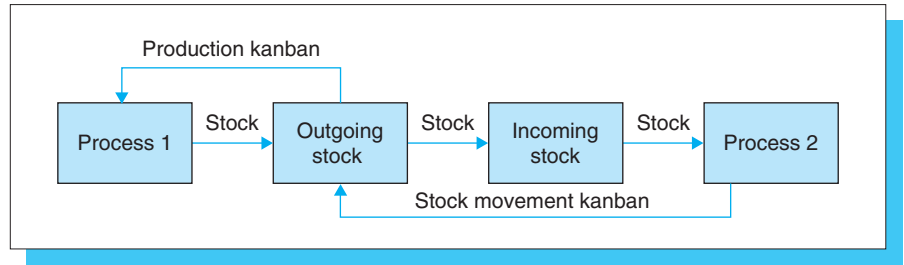 Production kanban
Process 1
Stock
Outgoing
stock
Stock
Incoming
stock
Stock
Process 2
Stock movement kanban